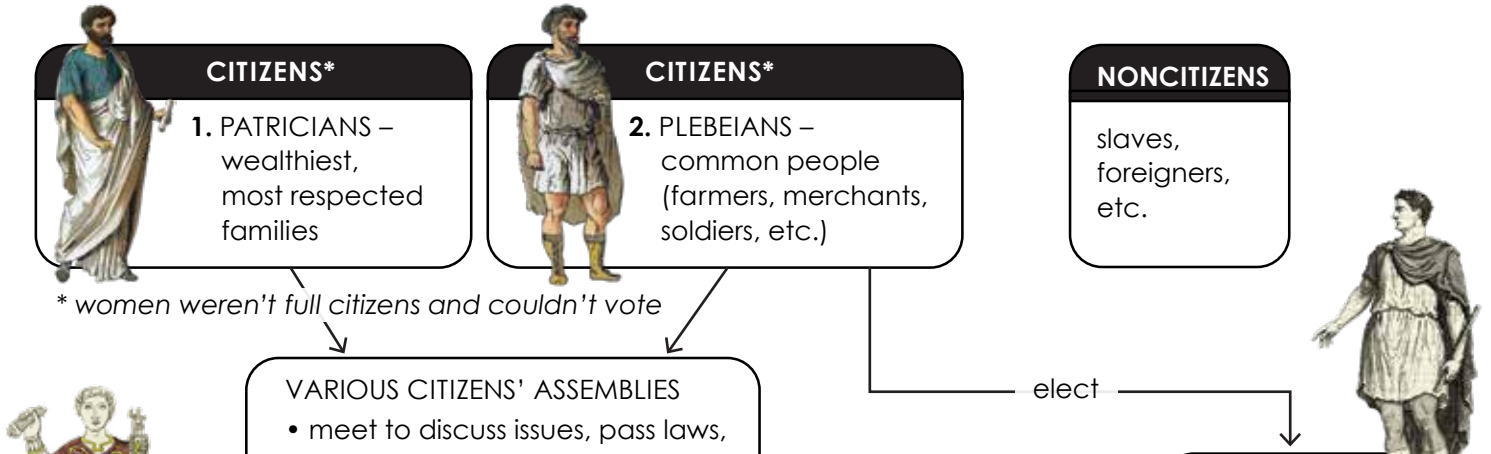 CITIZENS*
1. PATRICIANS –
wealthiest,
most respected
families
CITIZENS*
2. PLEBEIANS –
common people
(farmers, merchants,
soldiers, etc.)
NONCITIZENS
slaves,
foreigners,
etc.
* women weren't full citizens and couldn't vote
VARIOUS CITIZENS' ASSEMBLIES
• meet to discuss issues, pass laws,
elect